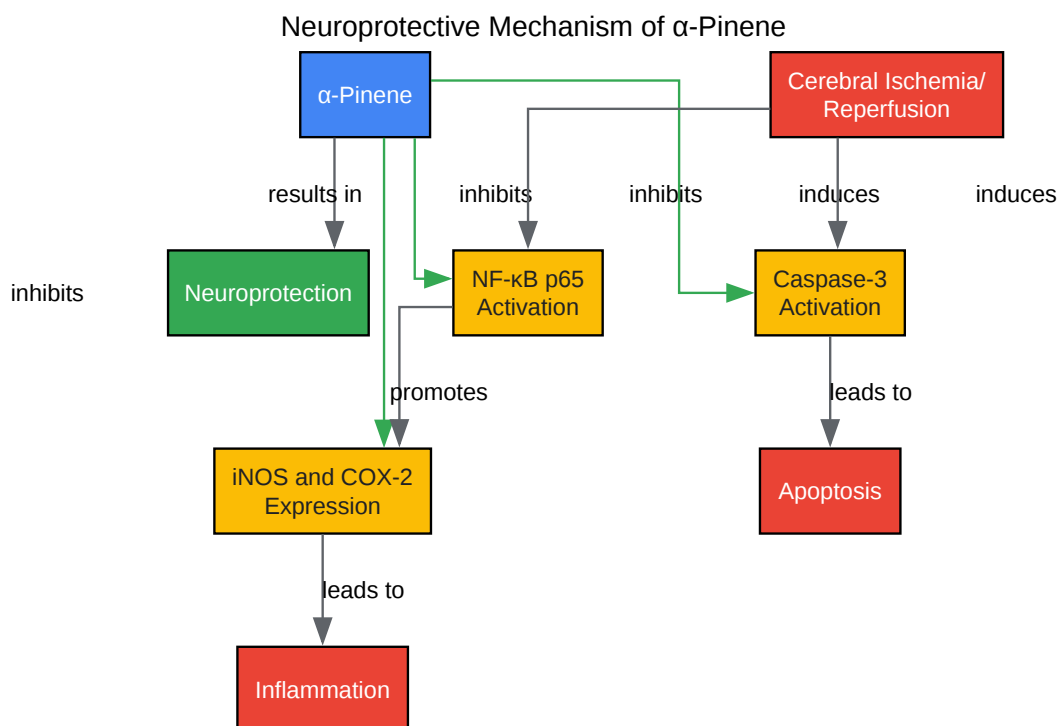 Neuroprotective Mechanism of α-Pinene
α-Pinene
Cerebral Ischemia/
Reperfusion
results in
inhibits
inhibits
induces
induces
inhibits
Neuroprotection
NF-κB p65
Activation
Caspase-3
Activation
promotes
leads to
iNOS and COX-2
Expression
Apoptosis
leads to
Inflammation